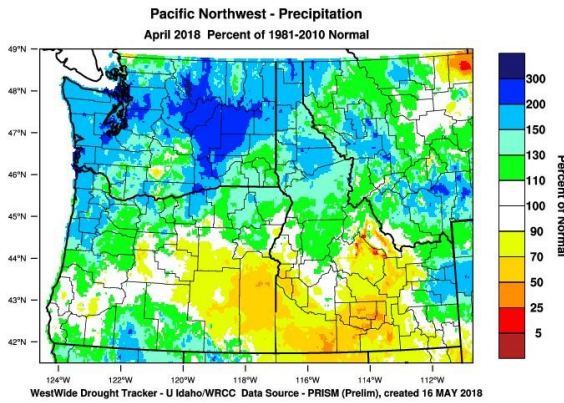 Pacific Northwest - Precipitation
April 2018 Percent of 1981-2010 Normal
49°N
48°N
47°N
46°N
45°N
44°N
43°N
42°N
124°W 122°W 120°W 118°W 116°W 114°W 112°W
300
200
150
130
110
100
90
70
50
25
5
Percent of Normal
WestWide Drought Tracker - U Idaho/WRCC Data Source - PRISM (Prelim), created 16 MAY 2018